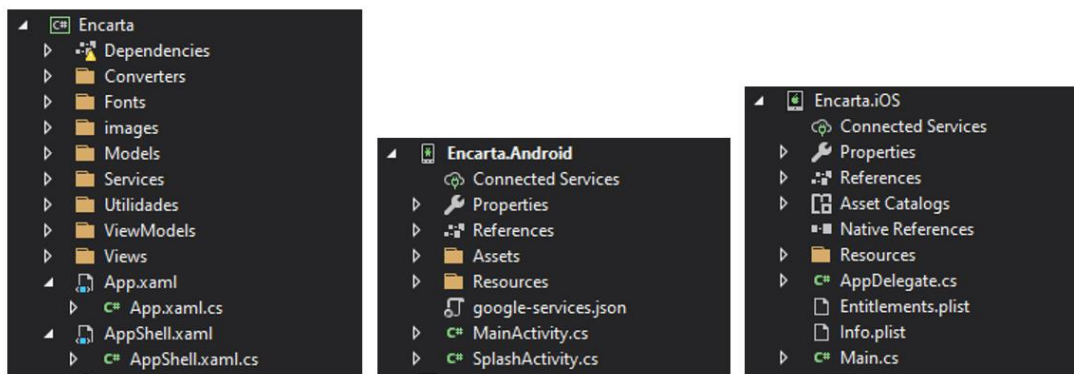 C# Encarta
Dependencies
Converters
Fonts
images
Models
Services
Utilidades
ViewModels
Views
App.xaml
C# App.xaml.cs
AppShell.xaml
C# AppShell.xaml.cs
Encarta.Android
Connected Services
Properties
References
Assets
Resources
google-services.json
C# MainActivity.cs
C# SplashActivity.cs
Encarta.iOS
Connected Services
Properties
References
Asset Catalogs
Native References
Resources
C# AppDelegate.cs
Entitlements.plist
Info.plist
C# Main.cs